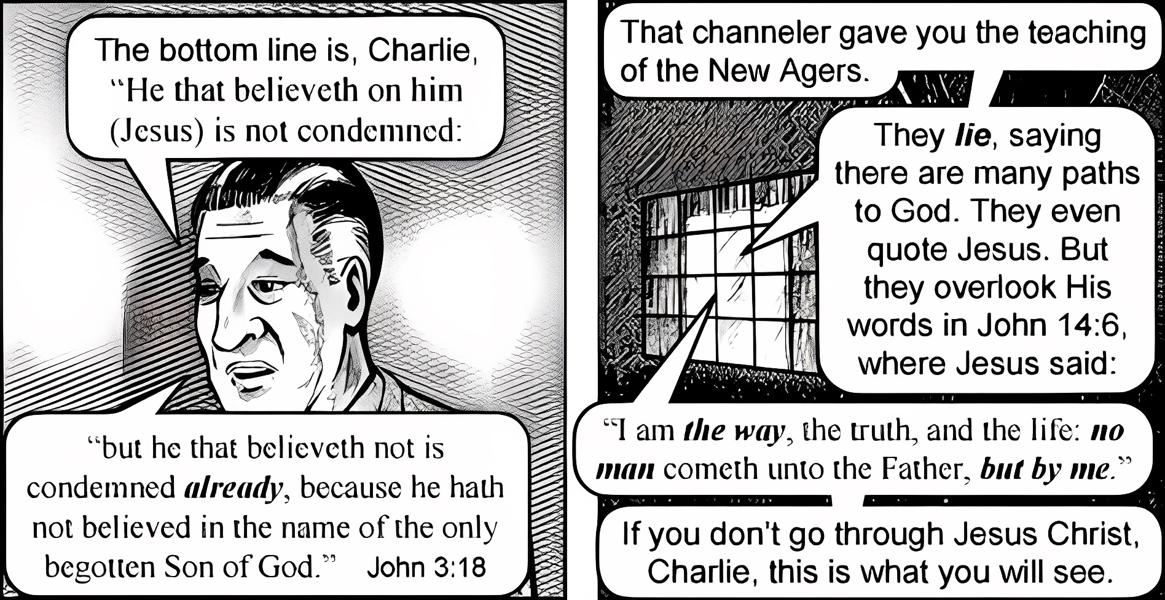 The bottom line is, Charlie,
“He that believeth on him
(Jesus) is not condemned:
“but he that believeth not is
condemned already, because he hath
not believed in the name of the only
begotten Son of God.” John 3:18
That channeler gave you the teaching
of the New Agers.
They lie, saying
there are many paths
to God. They even
quote Jesus. But
they overlook His
words in John 14:6,
where Jesus said:
“I am the way, the truth, and the life: no
man cometh unto the Father, but by me.”
If you don't go through Jesus Christ,
Charlie, this is what you will see.